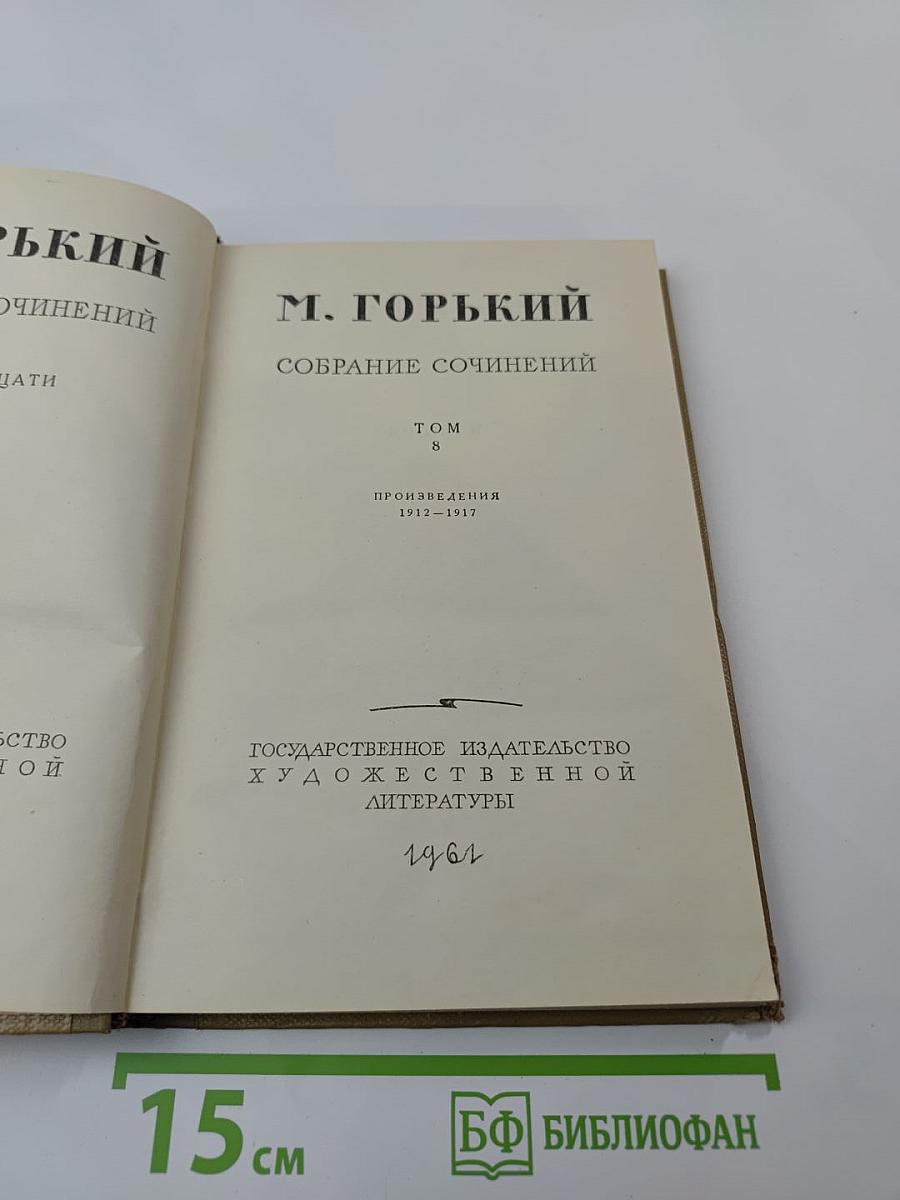 РЬКИЙ
ОЧИНЕНИЙ
ЦАТИ
ЬСТВО
НОЙ
М. ГОРЬКИЙ
СОБРАНИЕ СОЧИНЕНИЙ
ТОМ
8
ПРОИЗВЕДЕНИЯ
1912—1917
ГОСУДАРСТВЕННОЕ ИЗДАТЕЛЬСТВО
ХУДОЖЕСТВЕННОЙ
ЛИТЕРАТУРЫ
1961
15 см
БФ БИБЛИОФАН